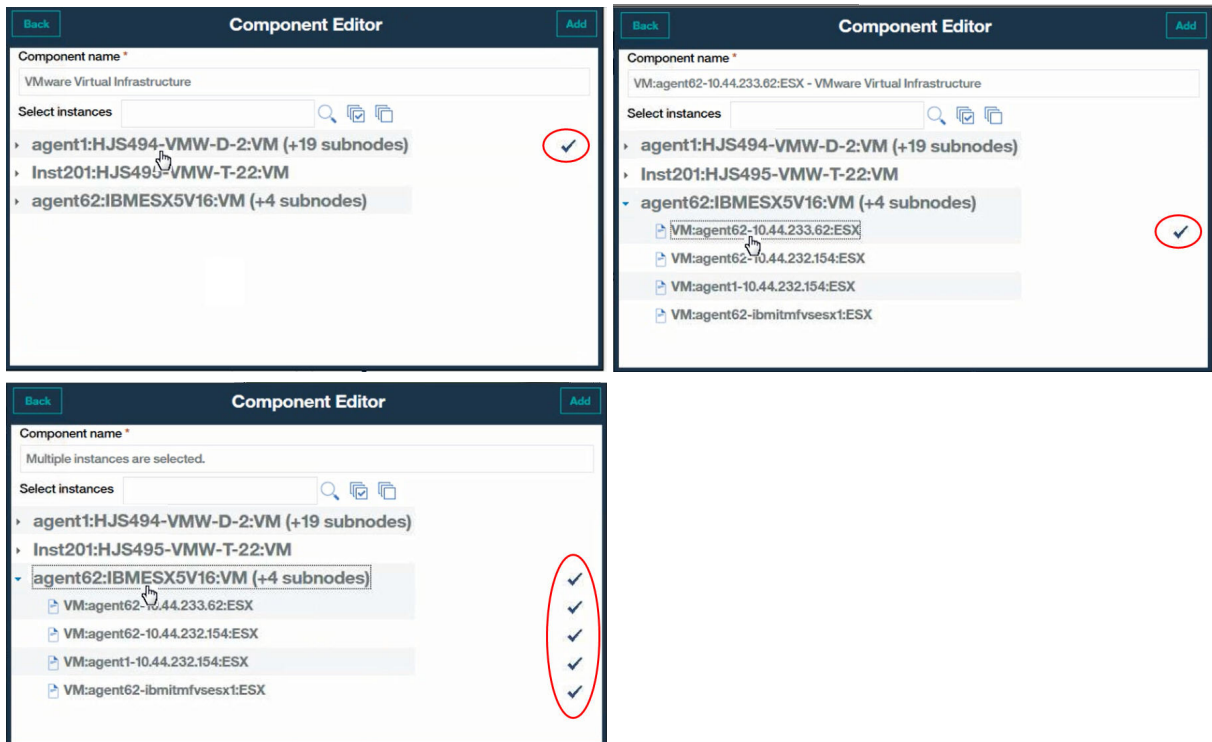 Back Component Editor Add
Component name *
VMware Virtual Infrastructure
Select instances
agent1:HJS494-VMW-D-2:VM (+19 subnodes)
Inst201:HJS495-VMW-T-22:VM
agent62:IBMESX5V16:VM (+4 subnodes)
Back Component Editor Add
Component name *
VM:agent62-10.44.233.62:ESX - VMware Virtual Infrastructure
Select instances
agent1:HJS494-VMW-D-2:VM (+19 subnodes)
Inst201:HJS495-VMW-T-22:VM
agent62:IBMESX5V16:VM (+4 subnodes)
VM:agent62-10.44.233.62:ESX
VM:agent62-10.44.232.154:ESX
VM:agent1-10.44.232.154:ESX
VM:agent62-ibmitmfvsesx1:ESX
Back Component Editor Add
Component name *
Multiple instances are selected.
Select instances
agent1:HJS494-VMW-D-2:VM (+19 subnodes)
Inst201:HJS495-VMW-T-22:VM
agent62:IBMESX5V16:VM (+4 subnodes)
VM:agent62-10.44.233.62:ESX
VM:agent62-10.44.232.154:ESX
VM:agent1-10.44.232.154:ESX
VM:agent62-ibmitmfvsesx1:ESX